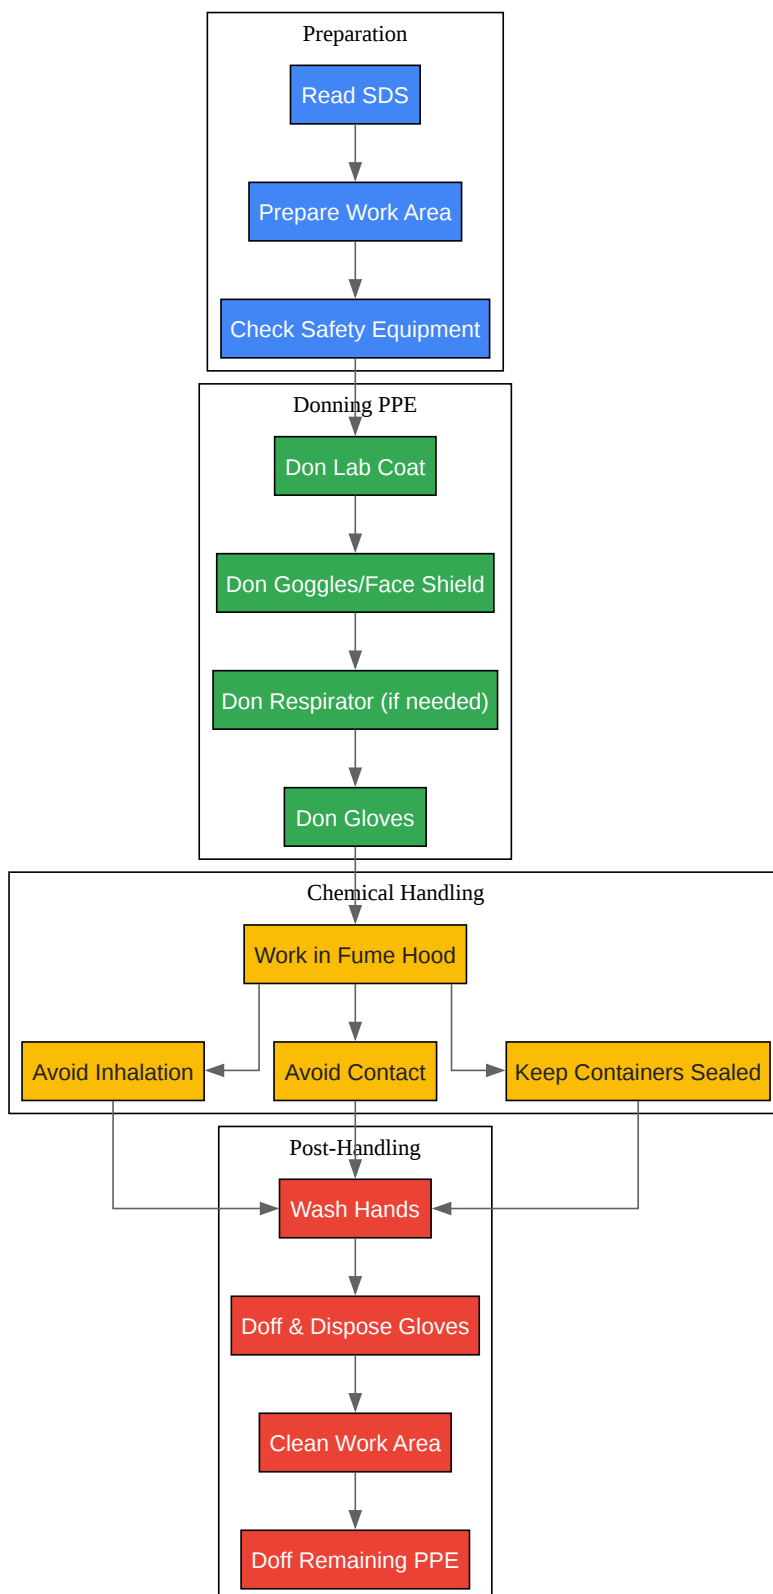 Preparation
Read SDS
Prepare Work Area
Check Safety Equipment
Donning PPE
Don Lab Coat
Don Goggles/Face Shield
Don Respirator (if needed)
Don Gloves
Chemical Handling
Work in Fume Hood
Avoid Inhalation
Avoid Contact
Keep Containers Sealed
Post-Handling
Wash Hands
Doff & Dispose Gloves
Clean Work Area
Doff Remaining PPE